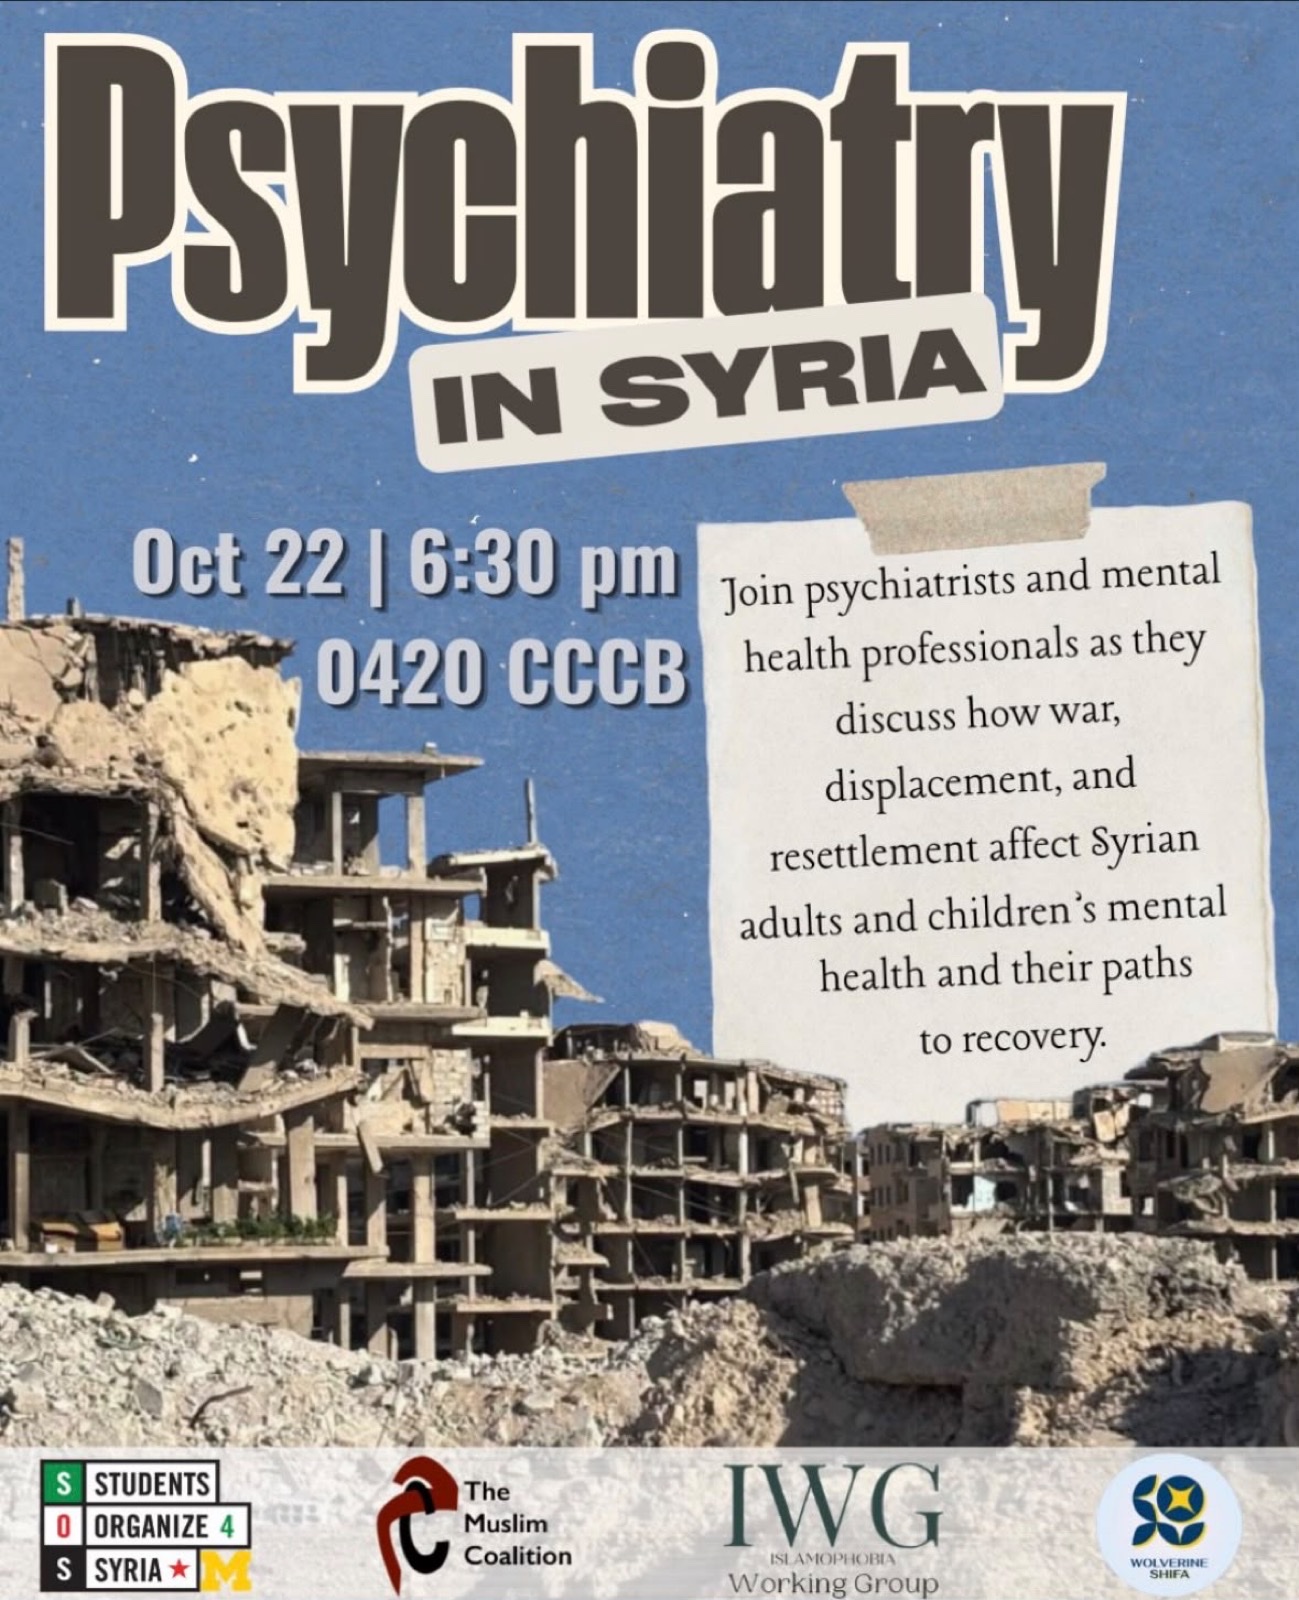 Psychiatry
IN SYRIA
Oct 22 | 6:30 pm
0420 CCCB
Join psychiatrists and mental
health professionals as they
discuss how war,
displacement, and
resettlement affect Syrian
adults and children's mental
health and their paths
to recovery.
S STUDENTS
O ORGANIZE 4
S SYRIA M
The
Muslim
Coalition
IWG
ISLAMOPHOBIA
Working Group
WOLVERINE
SHIFA